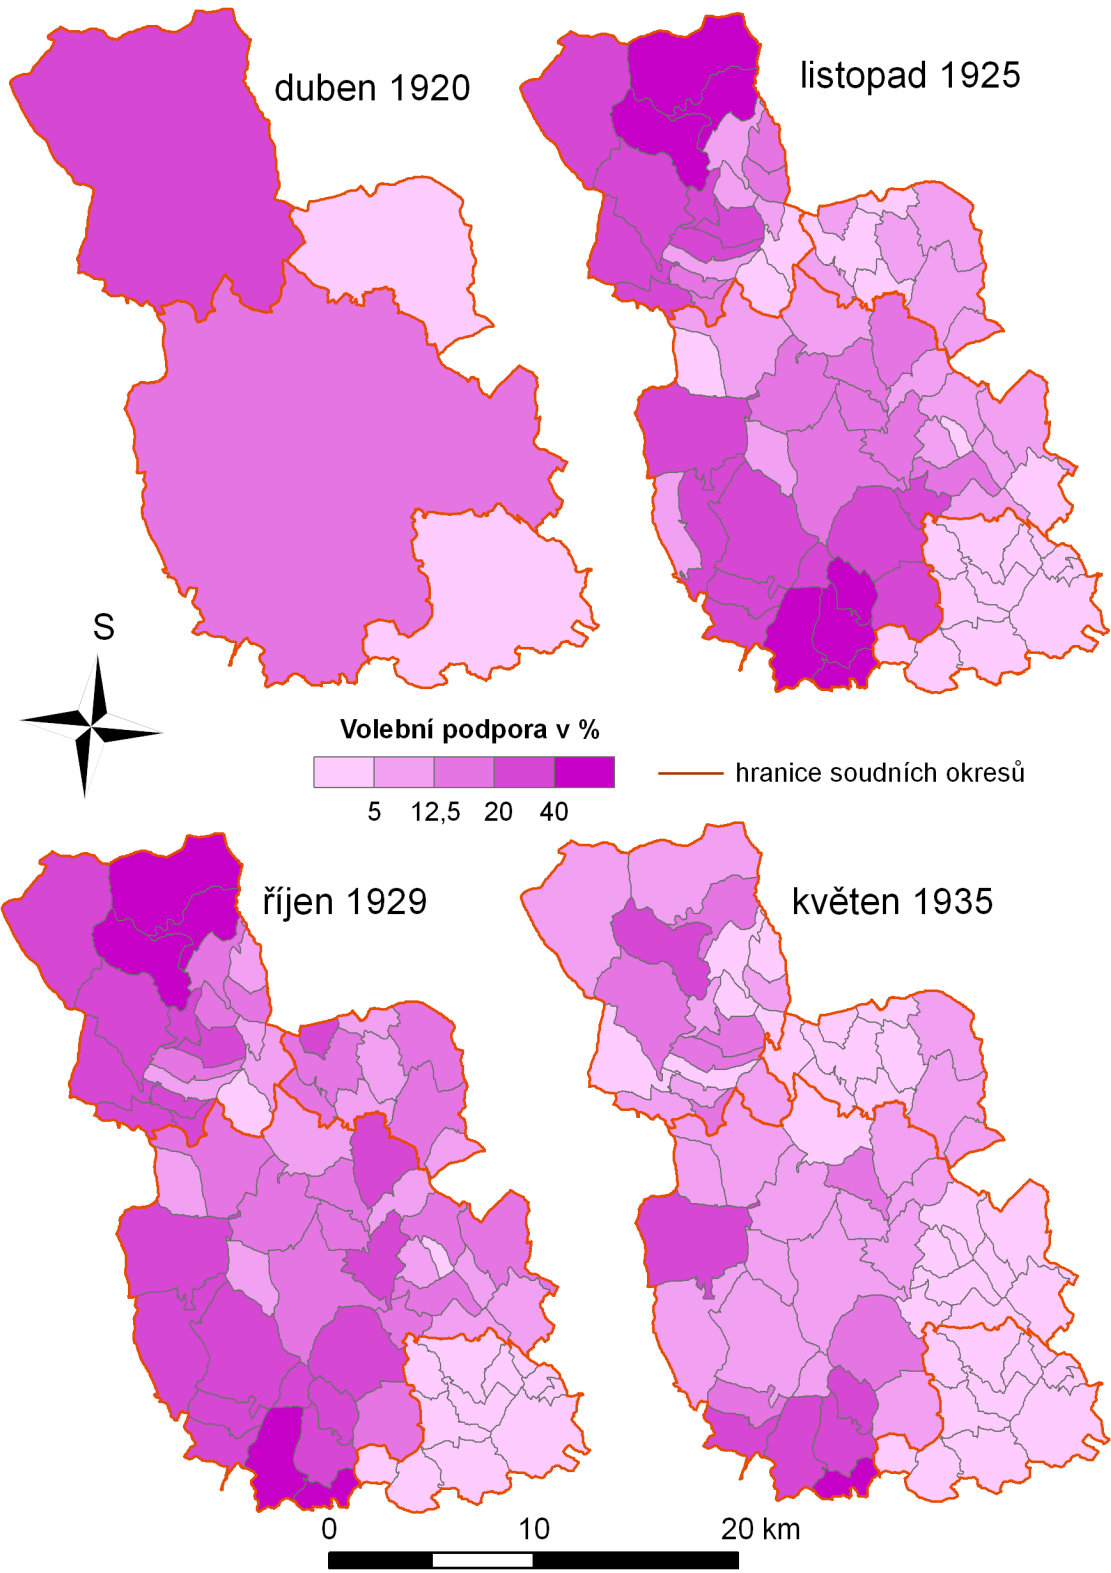 duben 1920
listopad 1925
S
Volební podpora v %
5 12,5 20 40
hranice soudních okresů
říjen 1929
květen 1935
0 10 20 km